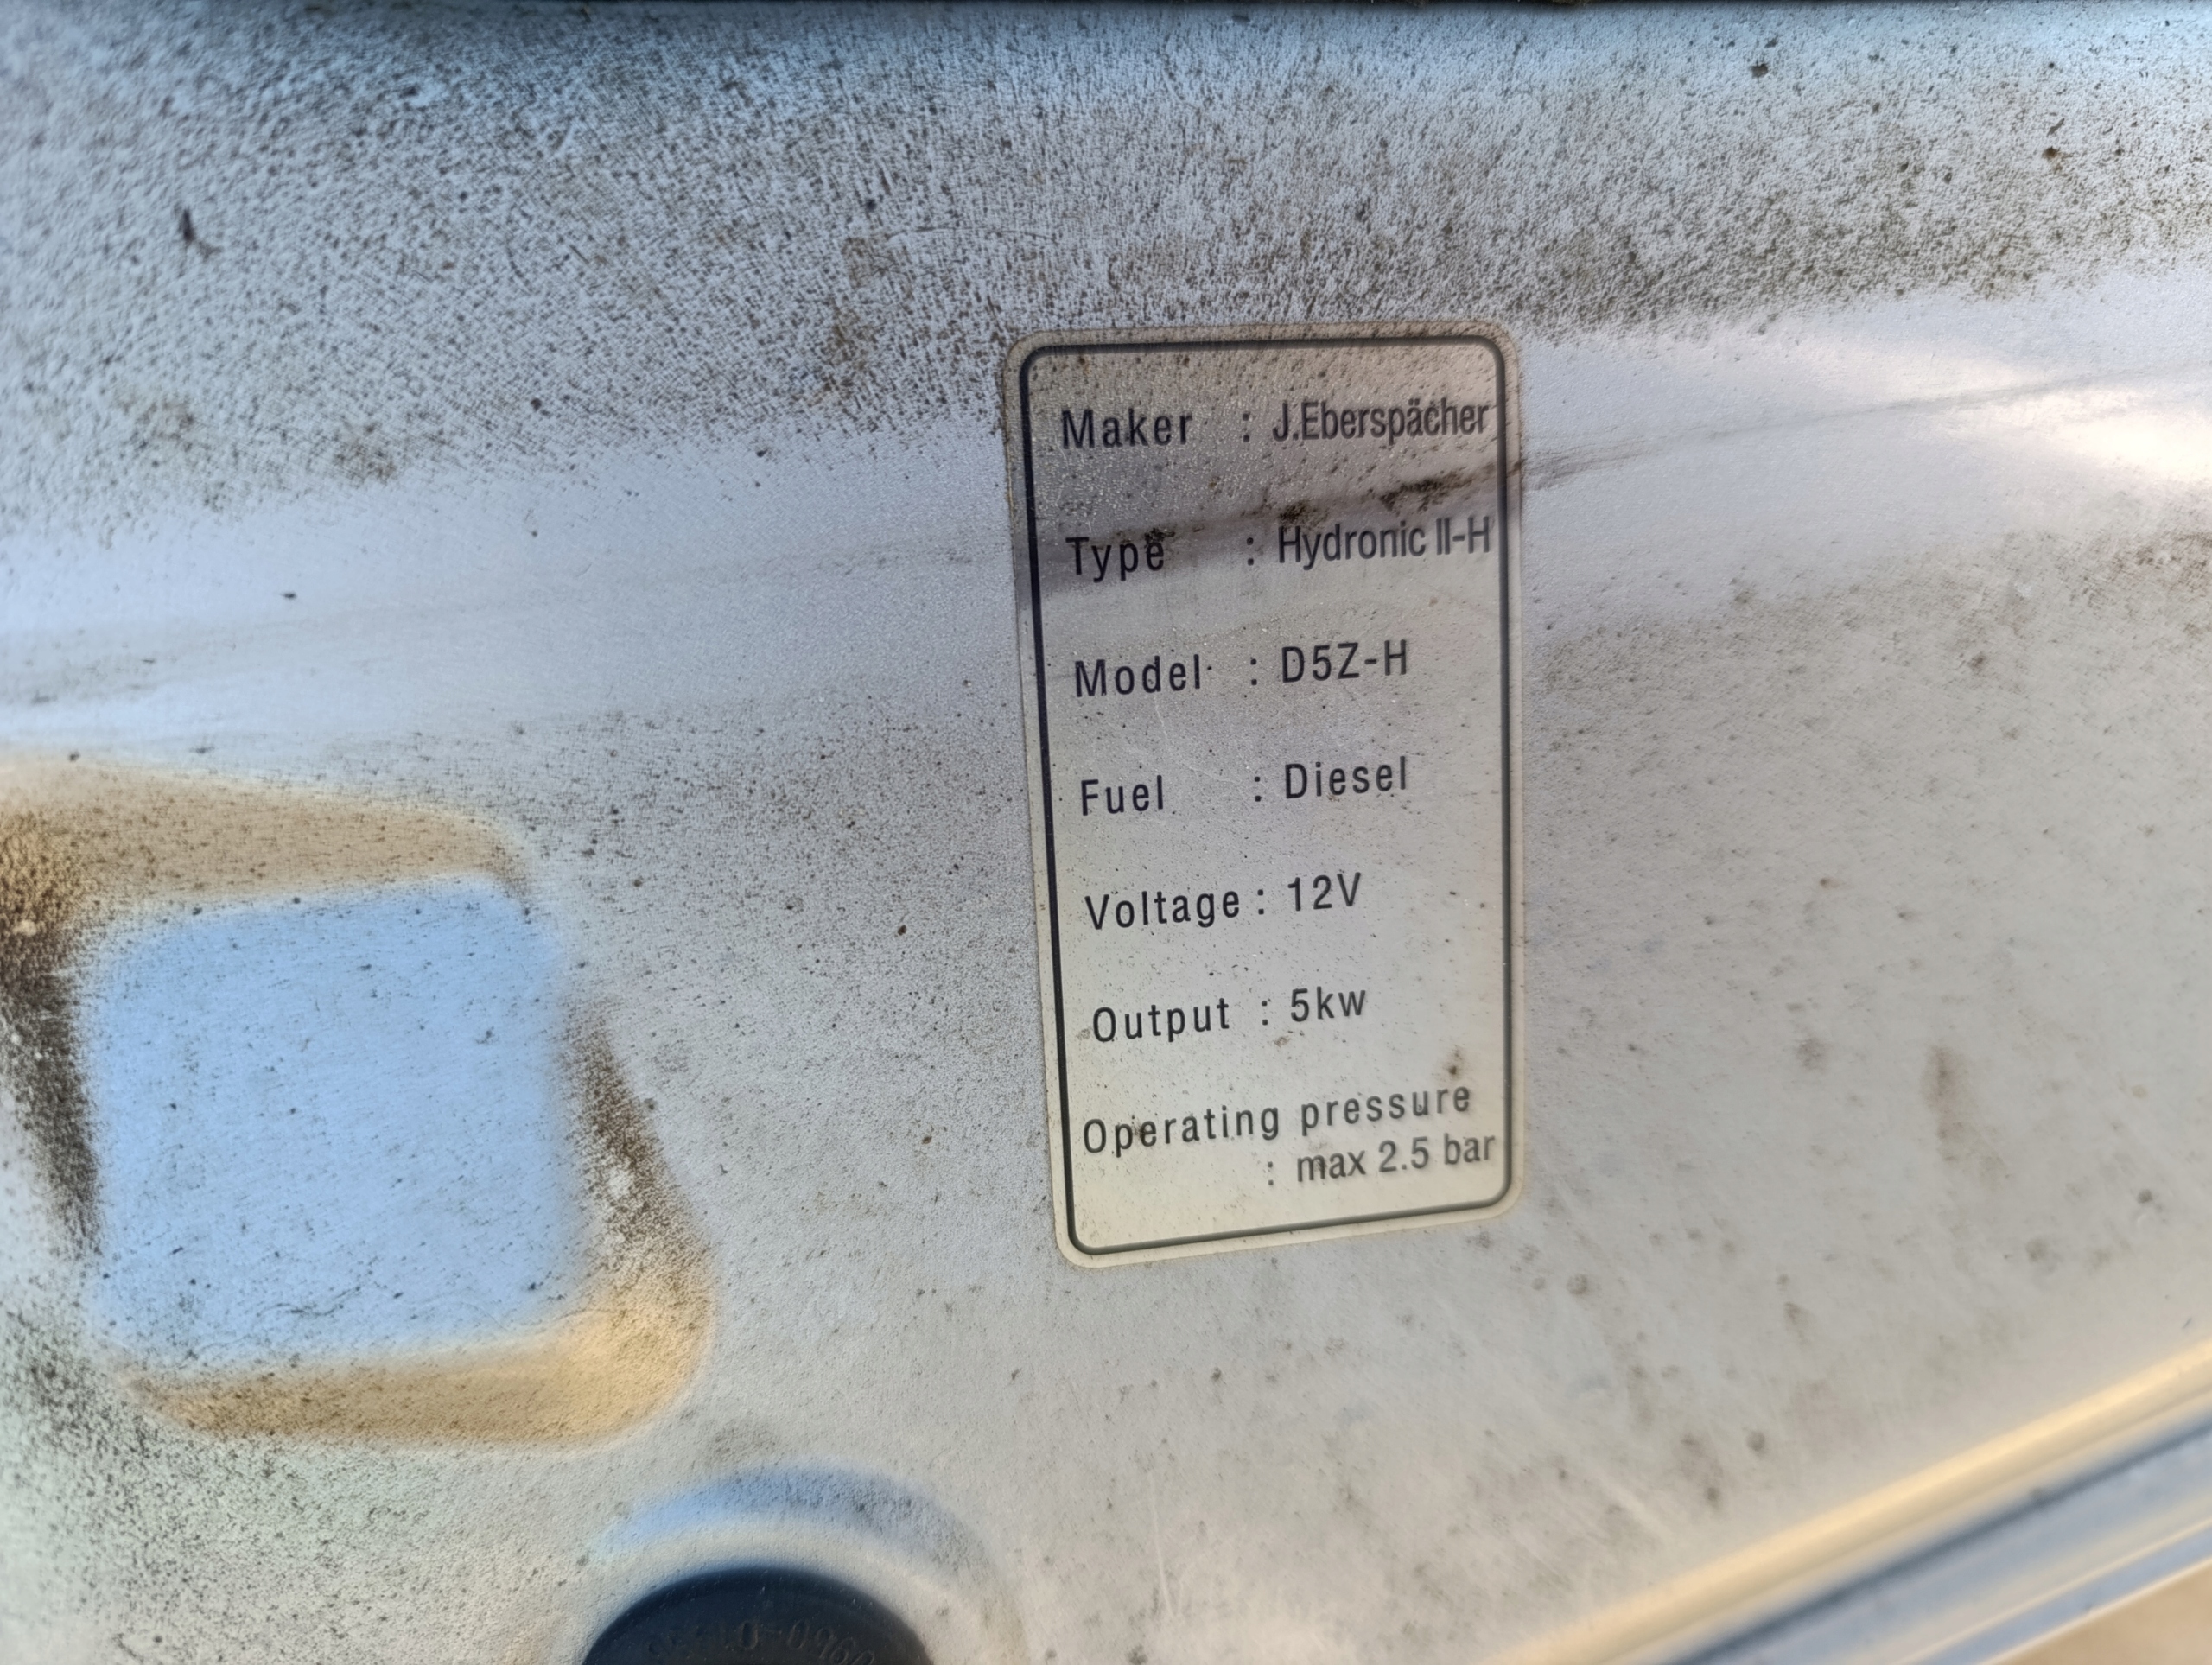 Maker : J.Eberspächer
Type : Hydronic II-H
Model : D5Z-H
Fuel : Diesel
Voltage : 12V
Output : 5kw
Operating pressure
: max 2.5 bar